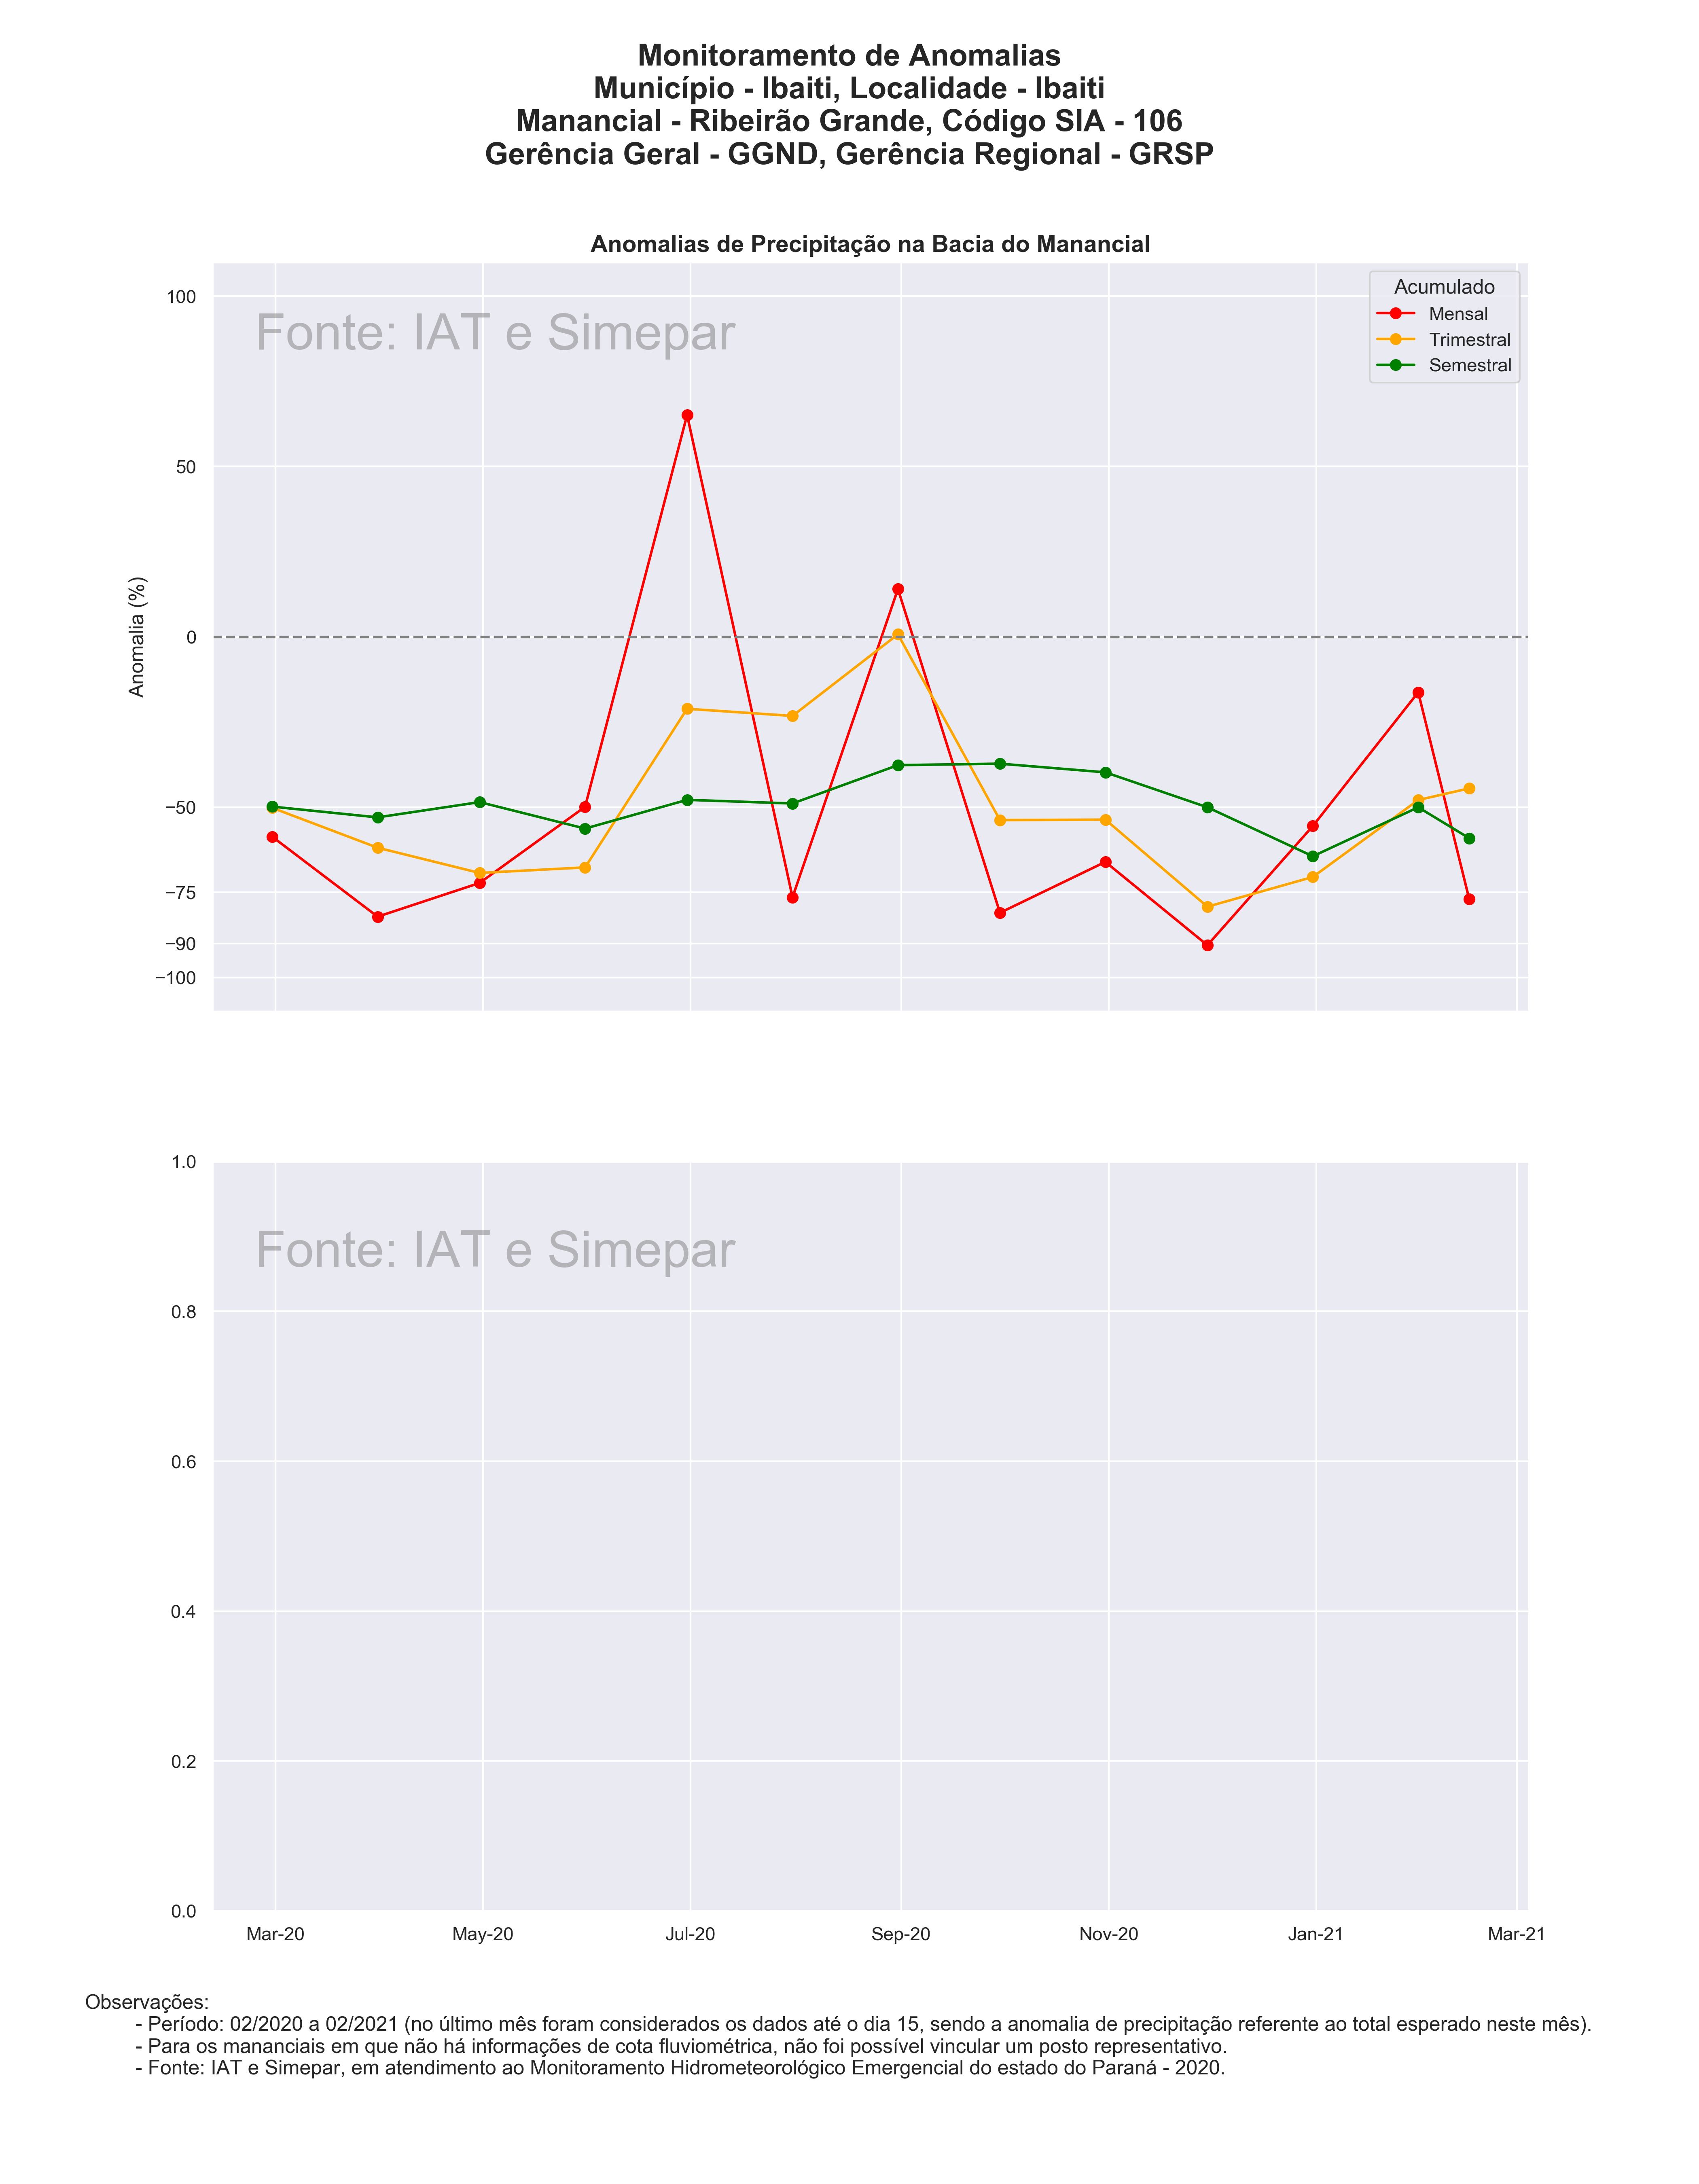 Monitoramento de Anomalias
Município - Ibaiti, Localidade - Ibaiti
Manancial - Ribeirão Grande, Código SIA - 106
Gerência Geral - GGND, Gerência Regional - GRSP
Anomalias de Precipitação na Bacia do Manancial
Fonte: IAT e Simepar
Acumulado
Mensal
Trimestral
Semestral
Anomalia (%)
100
50
0
−50
−75
−90
−100
Fonte: IAT e Simepar
1.0
0.8
0.6
0.4
0.2
0.0
Mar-20 May-20 Jul-20 Sep-20 Nov-20 Jan-21 Mar-21
Observações:
- Período: 02/2020 a 02/2021 (no último mês foram considerados os dados até o dia 15, sendo a anomalia de precipitação referente ao total esperado neste mês).
- Para os mananciais em que não há informações de cota fluviométrica, não foi possível vincular um posto representativo.
- Fonte: IAT e Simepar, em atendimento ao Monitoramento Hidrometeorológico Emergencial do estado do Paraná - 2020.